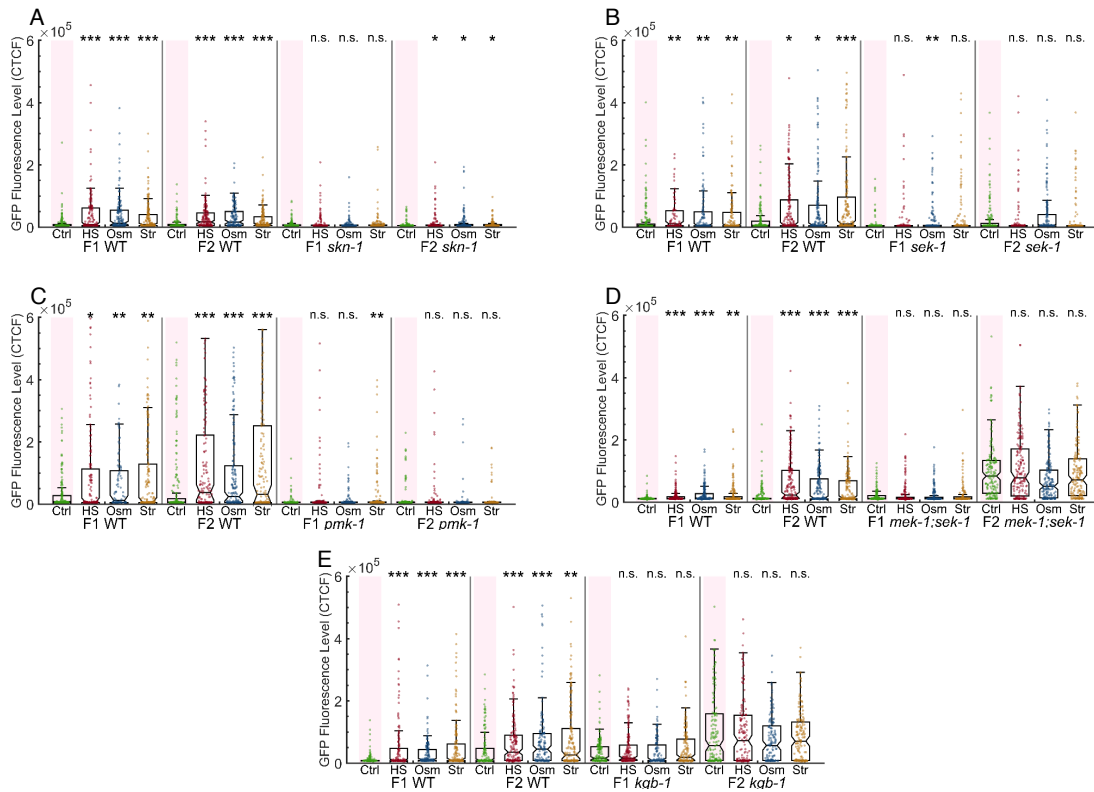 A
×10^5
6
*** *** *** *** *** *** n.s. n.s. n.s. * * *
4
2
0
GFP Fluorescence Level (CTCF)
Ctrl HS Osm Str Ctrl HS Osm Str Ctrl HS Osm Str Ctrl HS Osm Str
F1 WT F2 WT F1 skn-1 F2 skn-1
B
×10^5
6
** ** ** * * *** n.s. ** n.s. n.s. n.s. n.s.
4
2
0
GFP Fluorescence Level (CTCF)
Ctrl HS Osm Str Ctrl HS Osm Str Ctrl HS Osm Str Ctrl HS Osm Str
F1 WT F2 WT F1 sek-1 F2 sek-1
C
×10^5
6
* ** ** *** *** *** n.s. n.s. ** n.s. n.s. n.s.
4
2
0
GFP Fluorescence Level (CTCF)
Ctrl HS Osm Str Ctrl HS Osm Str Ctrl HS Osm Str Ctrl HS Osm Str
F1 WT F2 WT F1 pmk-1 F2 pmk-1
D
×10^5
6
*** *** ** *** *** *** n.s. n.s. n.s. n.s. n.s. n.s.
4
2
0
GFP Fluorescence Level (CTCF)
Ctrl HS Osm Str Ctrl HS Osm Str Ctrl HS Osm Str Ctrl HS Osm Str
F1 WT F2 WT F1 mek-1;sek-1 F2 mek-1;sek-1
E
×10^5
6
*** *** *** *** *** ** n.s. n.s. n.s. n.s. n.s. n.s.
4
2
0
GFP Fluorescence Level (CTCF)
Ctrl HS Osm Str Ctrl HS Osm Str Ctrl HS Osm Str Ctrl HS Osm Str
F1 WT F2 WT F1 kgb-1 F2 kgb-1